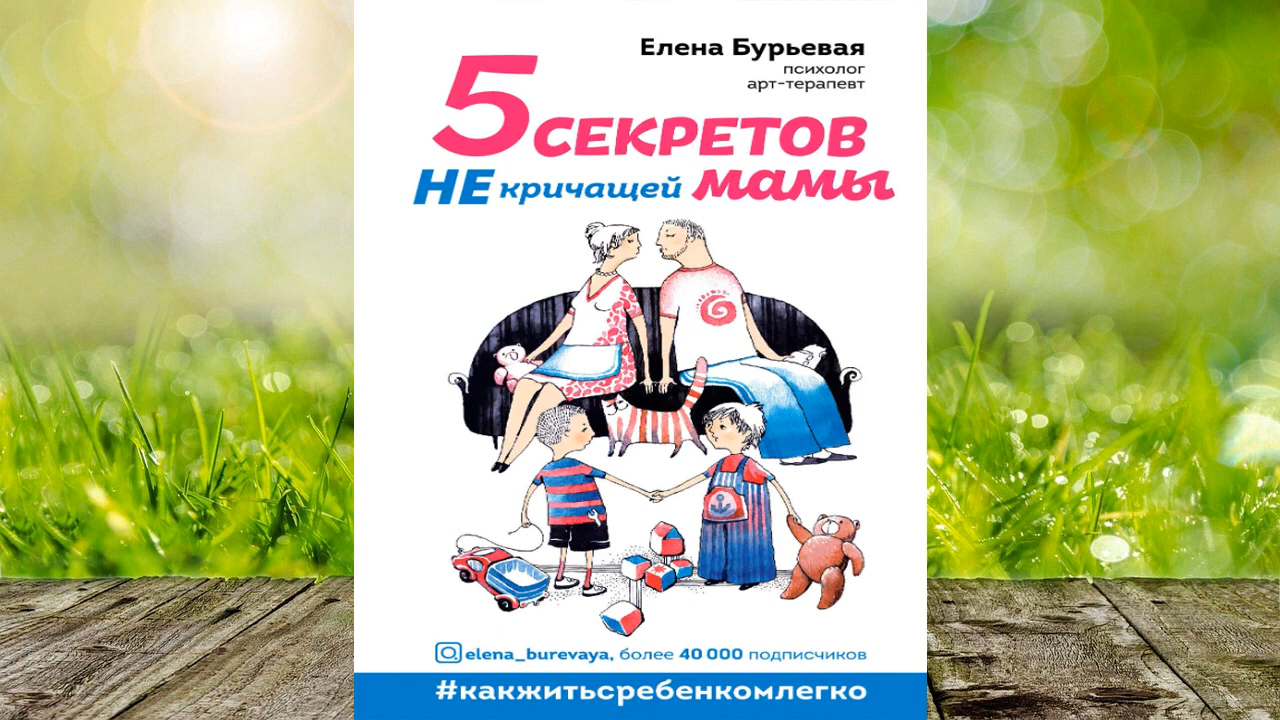 Елена Бурьевая
психолог
арт-терапевт
5 СЕКРЕТОВ
НЕ кричащей мамы
elena_burevaya, более 40 000 подписчиков
#какжитьсребенкомлегко